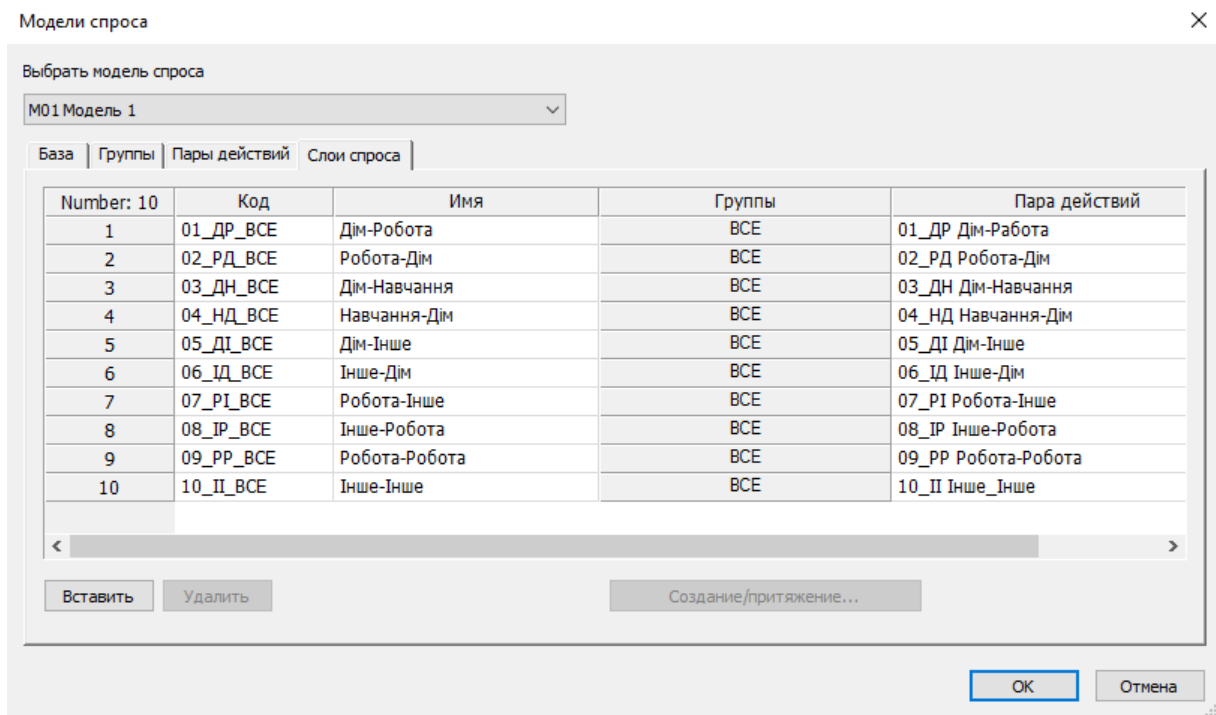 Модели спроса
Выбрать модель спроса
M01 Модель 1
База Группы Пары действий Слои спроса
Number: 10 Код Имя Группы Пара действий
1 01_ДР_ВСЕ Дім-Робота ВСЕ 01_ДР Дім-Работа
2 02_РД_ВСЕ Робота-Дім ВСЕ 02_РД Робота-Дім
3 03_ДН_ВСЕ Дім-Навчання ВСЕ 03_ДН Дім-Навчання
4 04_НД_ВСЕ Навчання-Дім ВСЕ 04_НД Навчання-Дім
5 05_ДІ_ВСЕ Дім-Інше ВСЕ 05_ДІ Дім-Інше
6 06_ІД_ВСЕ Інше-Дім ВСЕ 06_ІД Інше-Дім
7 07_РІ_ВСЕ Робота-Інше ВСЕ 07_РІ Робота-Інше
8 08_ІР_ВСЕ Інше-Робота ВСЕ 08_ІР Інше-Робота
9 09_РР_ВСЕ Робота-Робота ВСЕ 09_РР Робота-Робота
10 10_ІІ_ВСЕ Інше-Інше ВСЕ 10_ІІ Інше_Інше
Вставить Удалить Создание/притяжение...
OK Отмена